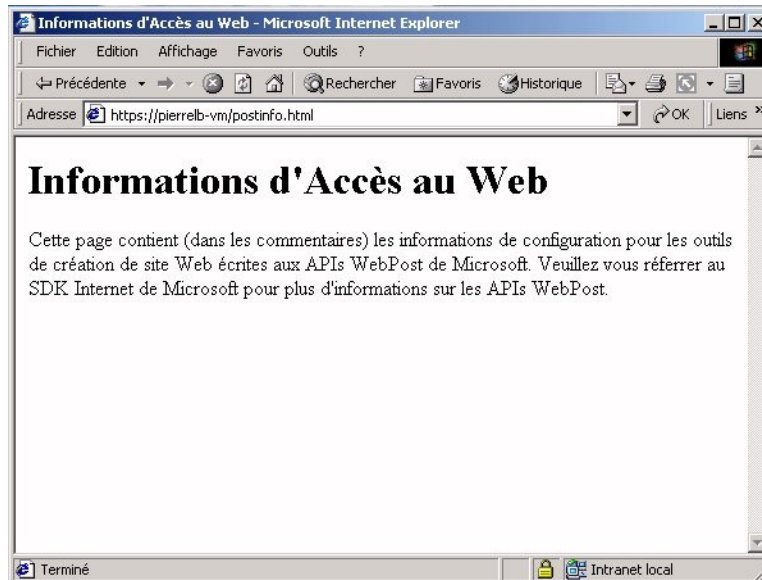 Informations d'Accès au Web - Microsoft Internet Explorer
Fichier Edition Affichage Favoris Outils ?
Précédente Rechercher Favoris Historique
Adresse https://pierrelb-vm/postinfo.html OK Liens »
Informations d'Accès au Web
Cette page contient (dans les commentaires) les informations de configuration pour les outils
de création de site Web écrites aux APIs WebPost de Microsoft. Veuillez vous réferrer au
SDK Internet de Microsoft pour plus d'informations sur les APIs WebPost.
Terminé Intranet local